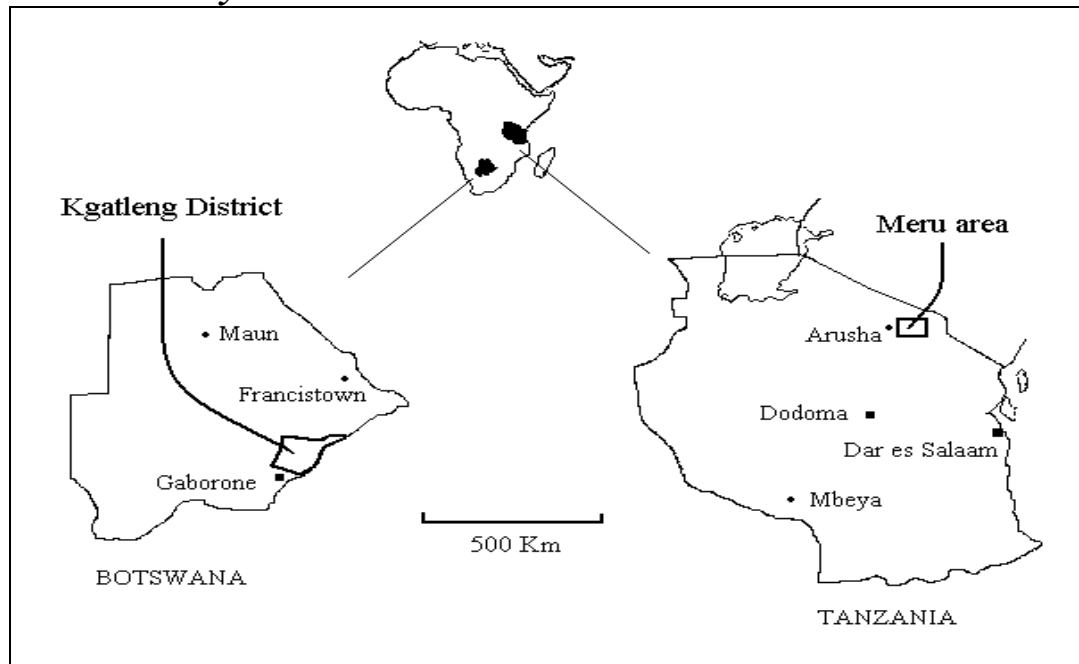 Kgatleng District
Meru area
Maun
Francistown
Gaborone
BOTSWANA
500 Km
Arusha
Dodoma
Dar es Salaam
Mbeya
TANZANIA